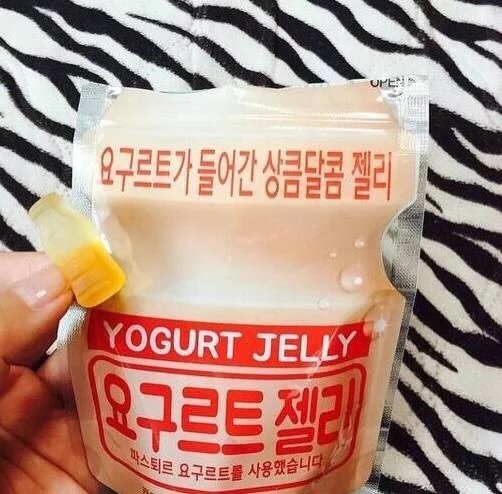 OPEN
요구르트가 들어간 상큼달콤 젤리
YOGURT JELLY
요구르트 젤리
파스퇴르 요구르트를 사용했습니다